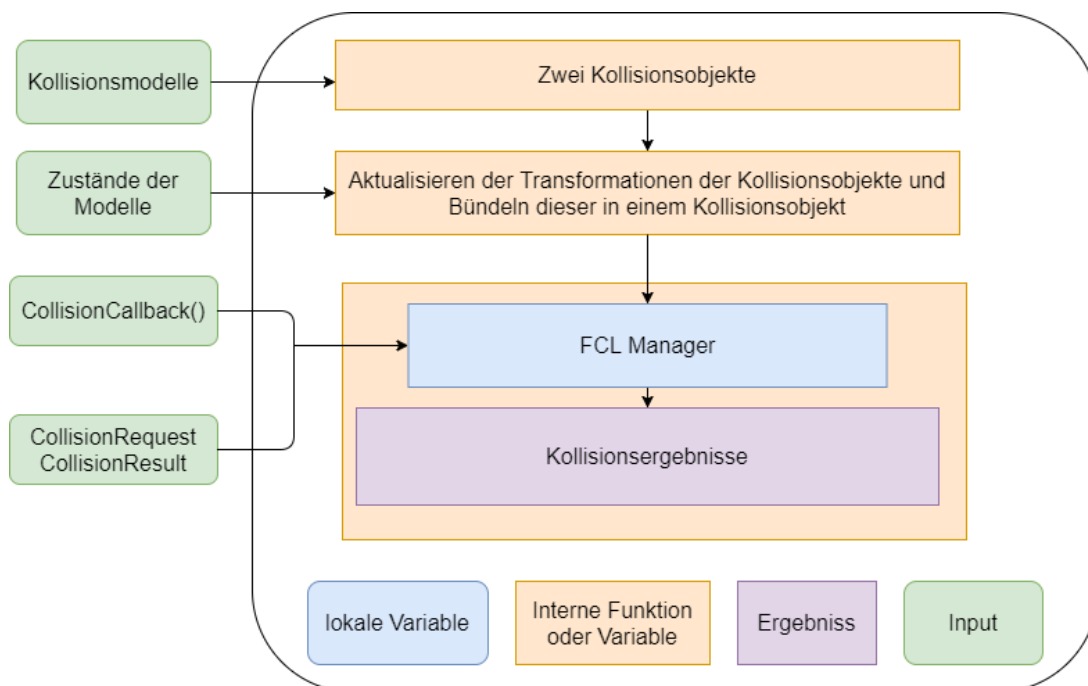 Kollisionsmodelle
Zwei Kollisionsobjekte
Zustände der
Modelle
Aktualisieren der Transformationen der Kollisionsobjekte und
Bündeln dieser in einem Kollisionsobjekt
CollisionCallback()
FCL Manager
CollisionRequest
CollisionResult
Kollisionsergebnisse
lokale Variable
Interne Funktion
oder Variable
Ergebniss
Input